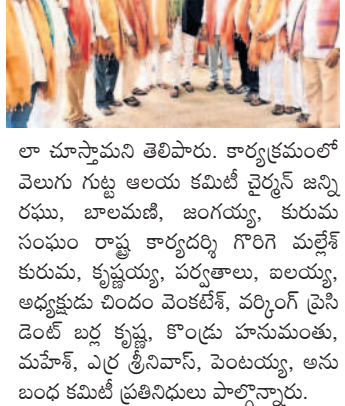 లా చూస్తామని తెలిపారు. కార్యక్రమంలో
వెలుగు గుట్ట ఆలయ కమిటీ చైర్మన్ జన్ని
రఘు, బాలమణి, జంగయ్య, కురుమ
సంఘం రాష్ట్ర కార్యదర్శి గొరిగె మల్లేశ్
కురుమ, కృష్ణయ్య, పర్వతాలు, ఐలయ్య,
అధ్యక్షుడు చిందం వెంకటేశ్, వర్కింగ్ ప్రెసి
డెంట్ బర్ల కృష్ణ, కొండ్రు హనుమంతు,
మహేశ్, ఎర్ర శ్రీనివాస్, పెంటయ్య, అను
బంధ కమిటీ ప్రతినిధులు పాల్గొన్నారు.